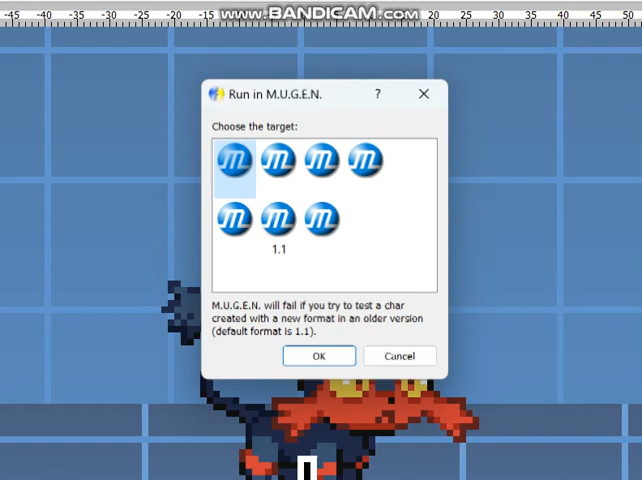 -45 -40 -35 -30 -25 -20 -15 20 25 30 35 40 45 50
www.BANDICAM.com
Run in M.U.G.E.N.
?
Choose the target:
m m m m
m m m
1.1
M.U.G.E.N. will fail if you try to test a char
created with a new format in an older version
(default format is 1.1).
OK Cancel